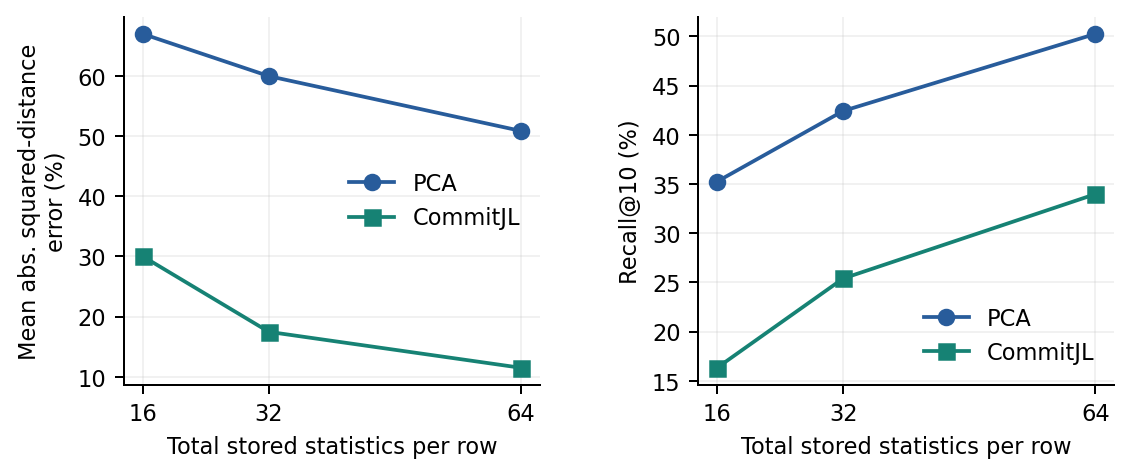 Mean abs. squared-distance
error (%)
60
50
40
30
20
10
16
32
64
Total stored statistics per row
PCA
CommitJL
Recall@10 (%)
50
45
40
35
30
25
20
15
16
32
64
Total stored statistics per row
PCA
CommitJL